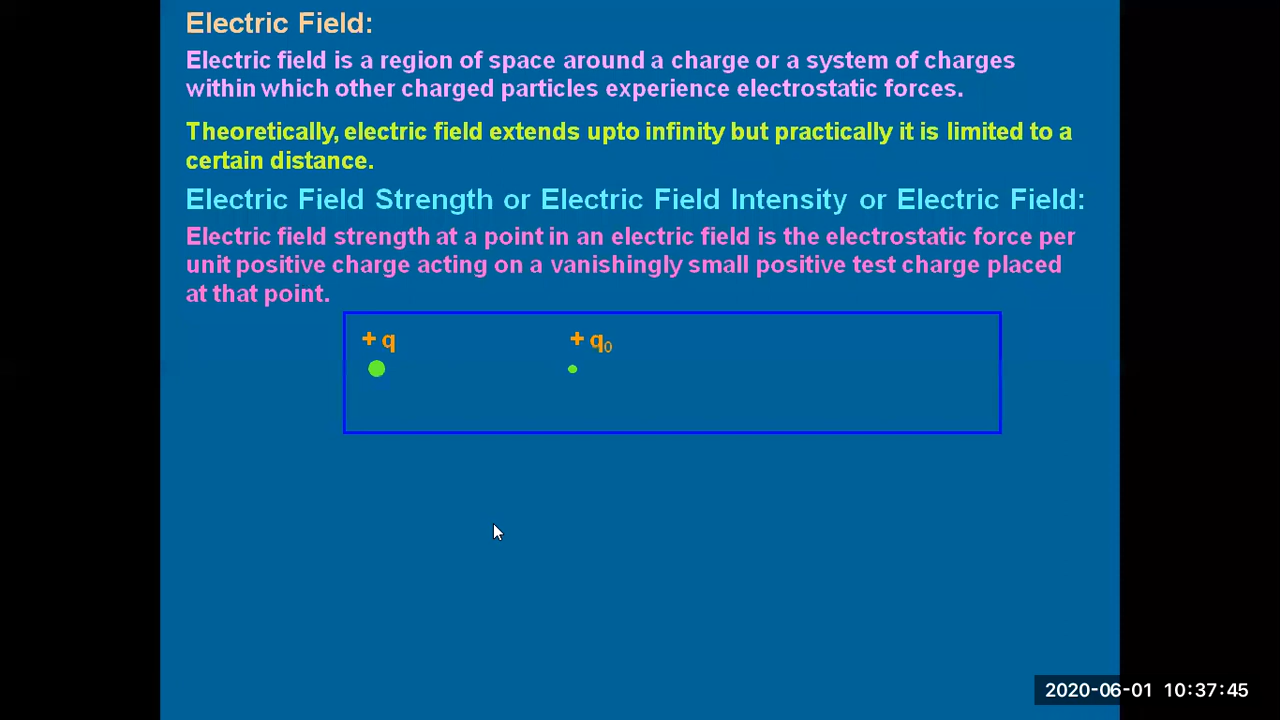 Electric Field:
Electric field is a region of space around a charge or a system of charges
within which other charged particles experience electrostatic forces.
Theoretically, electric field extends upto infinity but practically it is limited to a
certain distance.
Electric Field Strength or Electric Field Intensity or Electric Field:
Electric field strength at a point in an electric field is the electrostatic force per
unit positive charge acting on a vanishingly small positive test charge placed
at that point.
+ q + q₀
2020-06-01 10:37:45